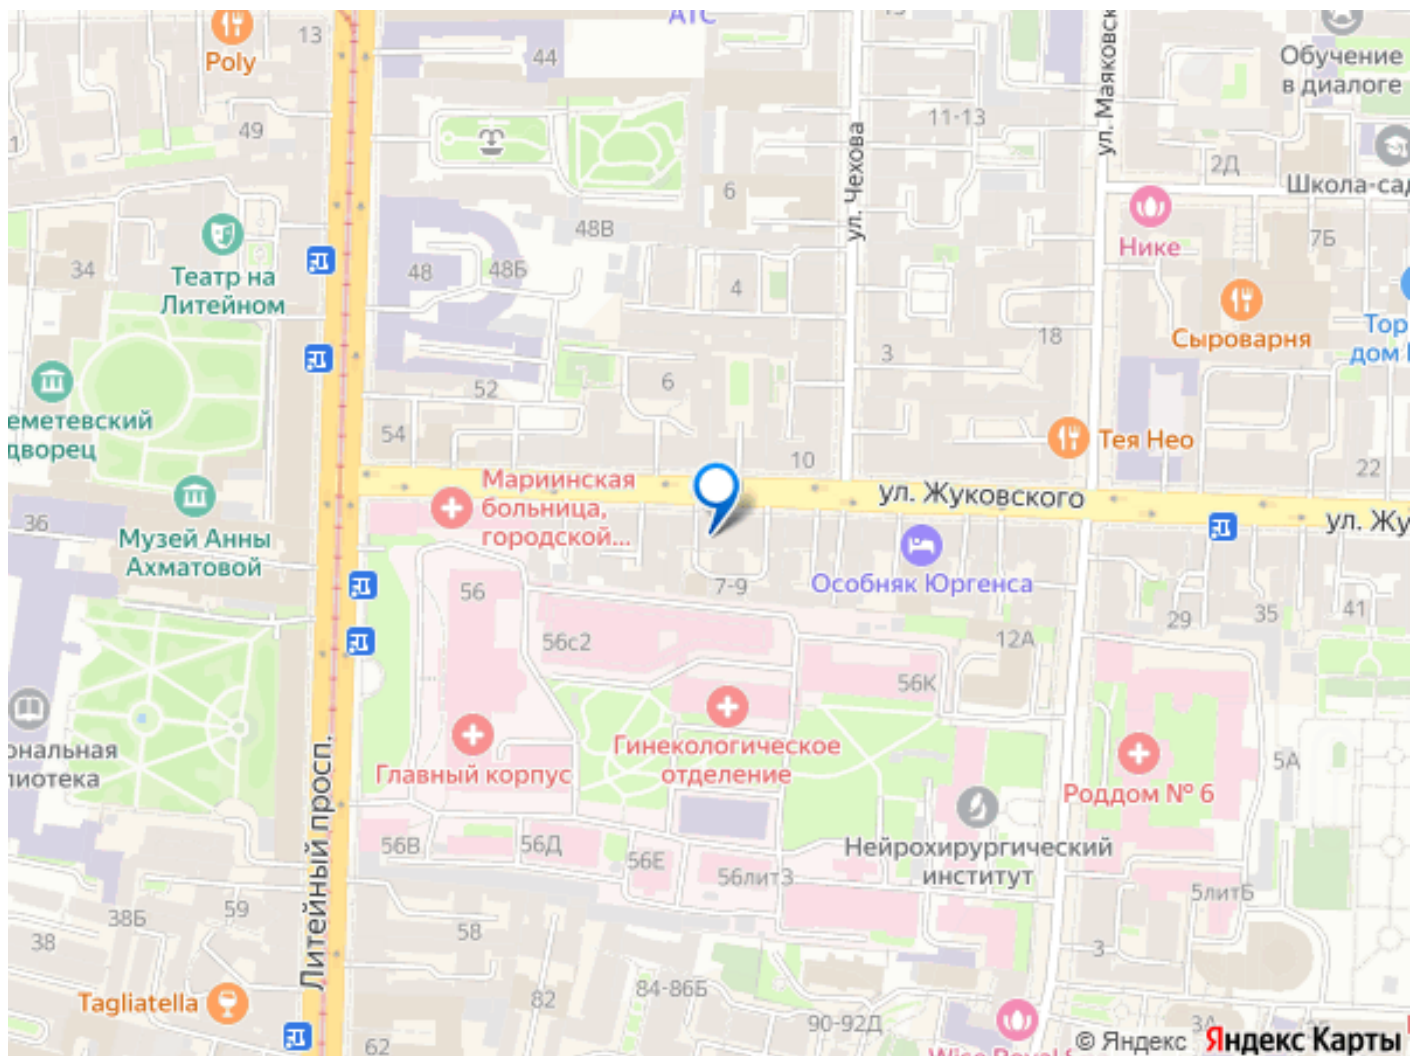 АТС
13
Poly
44
Обучение
в диалоге
11-13
49
ул. Маяковск
ул. Чехова
2Д
6
Школа-сад
48В
7Б
Нике
34
Театр на
Литейном
48
48Б
4
Сыроварня
Тор
дом
18
3
6
52
еметевский
дворец
54
Тея Нео
10
22
Мариинская
больница,
городской...
ул. Жуковского
ул. Жу
36
Музей Анны
Ахматовой
Особняк Юргенса
7-9
56
29
35
41
56с2
12А
56К
ональная
лиотека
Гинекологическое
отделение
Главный корпус
5А
Роддом № 6
Литейный просп.
56В
56Д
56Е
56литЗ
Нейрохирургический
институт
5литБ
59
38Б
38
58
3
Tagliatella
82
84-86Б
90-92Д
3А
62
© Яндекс Яндекс Карты